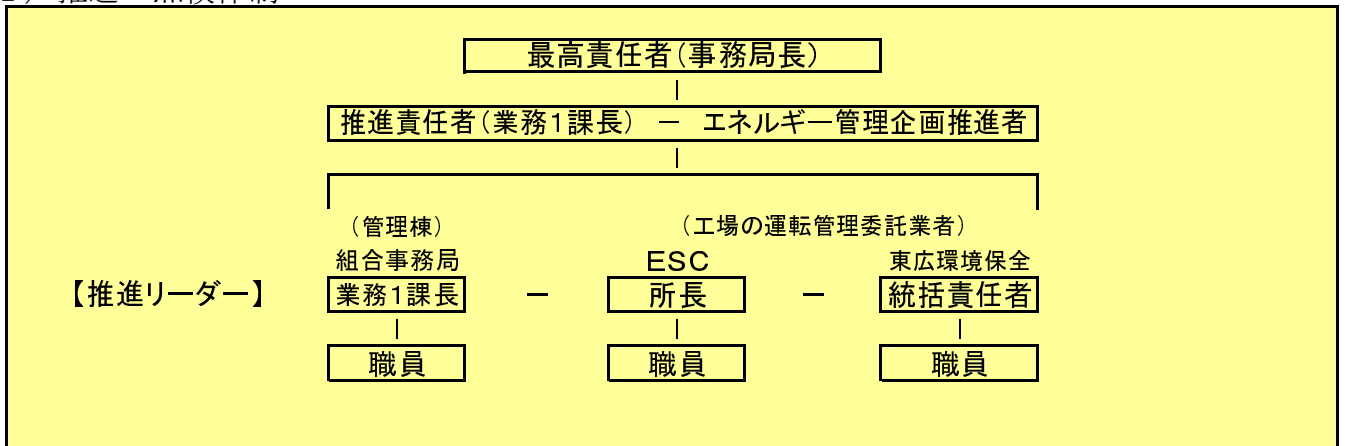 最高責任者(事務局長)
推進責任者(業務1課長) － エネルギー管理企画推進者
(管理棟) (工場の運転管理委託業者)
組合事務局 ESC 東広環境保全
【推進リーダー】 業務1課長 － 所長 － 統括責任者
職員 職員 職員